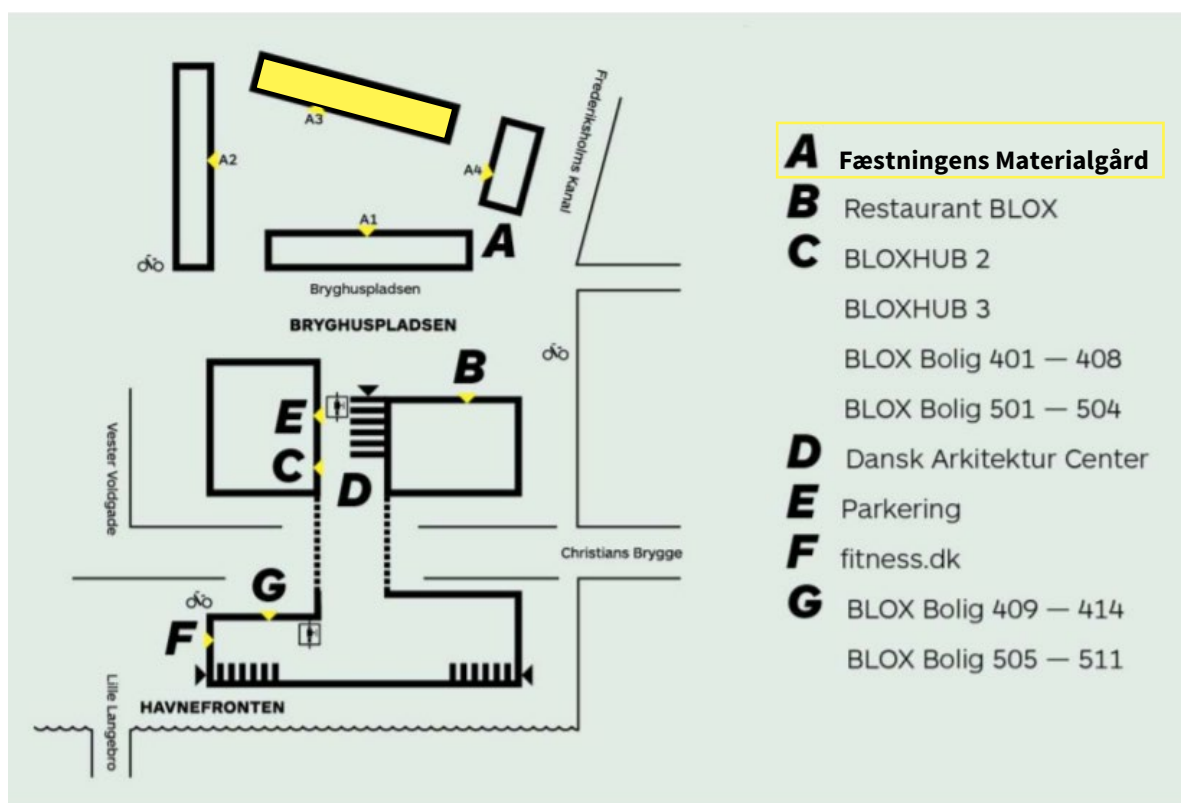 A3
A2
A4
A1
A
Frederiksholms Kanal
Bryghuspladsen
BRYGHUSPLADSEN
B
E
C
D
Vester Voldgade
Christians Brygge
G
F
HAVNEFRONTEN
Lille Langebro
A Fæstningens Materialgård
B Restaurant BLOX
C BLOXHUB 2
BLOXHUB 3
BLOX Bolig 401 — 408
BLOX Bolig 501 — 504
D Dansk Arkitektur Center
E Parkering
F fitness.dk
G BLOX Bolig 409 — 414
BLOX Bolig 505 — 511